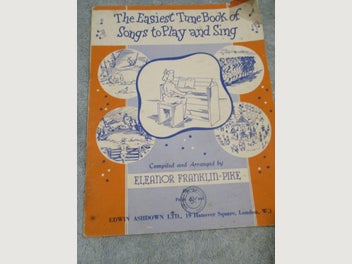 The Easiest Tune Book of
Songs to Play and Sing
Compiled and Arranged by
ELEANOR FRANKLIN-PIKE
EDWIN ASHDOWN LTD., 19 Hanover Square, London, W.1